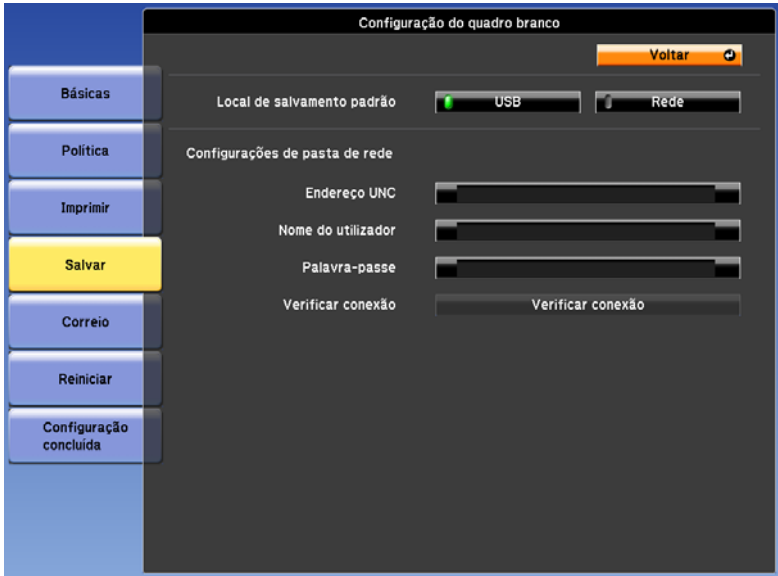 Configuração do quadro branco
Voltar
Básicas
Local de salvamento padrão USB Rede
Política
Configurações de pasta de rede
Endereço UNC
Imprimir
Nome do utilizador
Salvar
Palavra-passe
Verificar conexão Verificar conexão
Correio
Reiniciar
Configuração
concluída